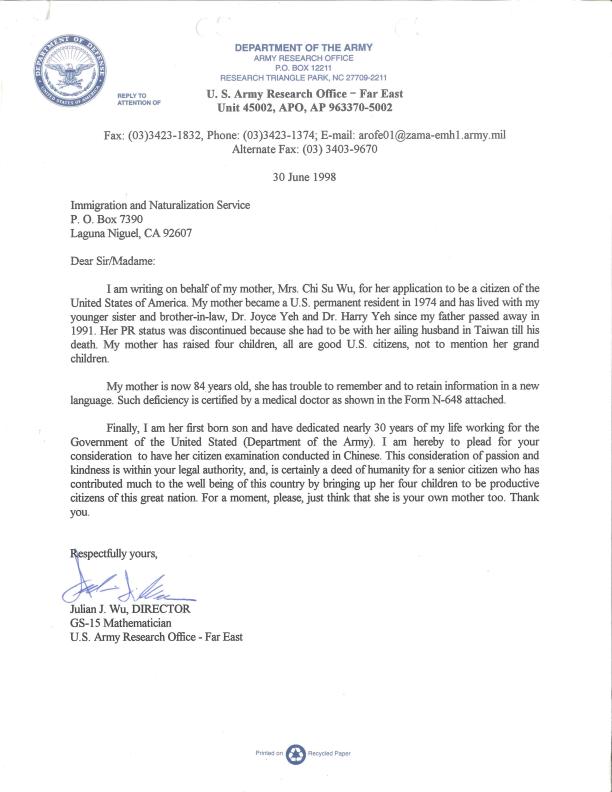 DEPARTMENT OF DEFENSE
UNITED STATES OF AMERICA
DEPARTMENT OF THE ARMY
ARMY RESEARCH OFFICE
P.O. BOX 12211
RESEARCH TRIANGLE PARK, NC 27709-2211
REPLY TO
ATTENTION OF
U. S. Army Research Office - Far East
Unit 45002, APO, AP 963370-5002
Fax: (03)3423-1832, Phone: (03)3423-1374; E-mail: arofe01@zama-emh1.army.mil
Alternate Fax: (03) 3403-9670
30 June 1998
Immigration and Naturalization Service
P. O. Box 7390
Laguna Niguel, CA 92607
Dear Sir/Madame:
I am writing on behalf of my mother, Mrs. Chi Su Wu, for her application to be a citizen of the
United States of America. My mother became a U.S. permanent resident in 1974 and has lived with my
younger sister and brother-in-law, Dr. Joyce Yeh and Dr. Harry Yeh since my father passed away in
1991. Her PR status was discontinued because she had to be with her ailing husband in Taiwan till his
death. My mother has raised four children, all are good U.S. citizens, not to mention her grand
children.
My mother is now 84 years old, she has trouble to remember and to retain information in a new
language. Such deficiency is certified by a medical doctor as shown in the Form N-648 attached.
Finally, I am her first born son and have dedicated nearly 30 years of my life working for the
Government of the United Stated (Department of the Army). I am hereby to plead for your
consideration to have her citizen examination conducted in Chinese. This consideration of passion and
kindness is within your legal authority, and, is certainly a deed of humanity for a senior citizen who has
contributed much to the well being of this country by bringing up her four children to be productive
citizens of this great nation. For a moment, please, just think that she is your own mother too. Thank
you.
Respectfully yours,
Julian J. Wu, DIRECTOR
GS-15 Mathematician
U.S. Army Research Office - Far East
Printed on Recycled Paper